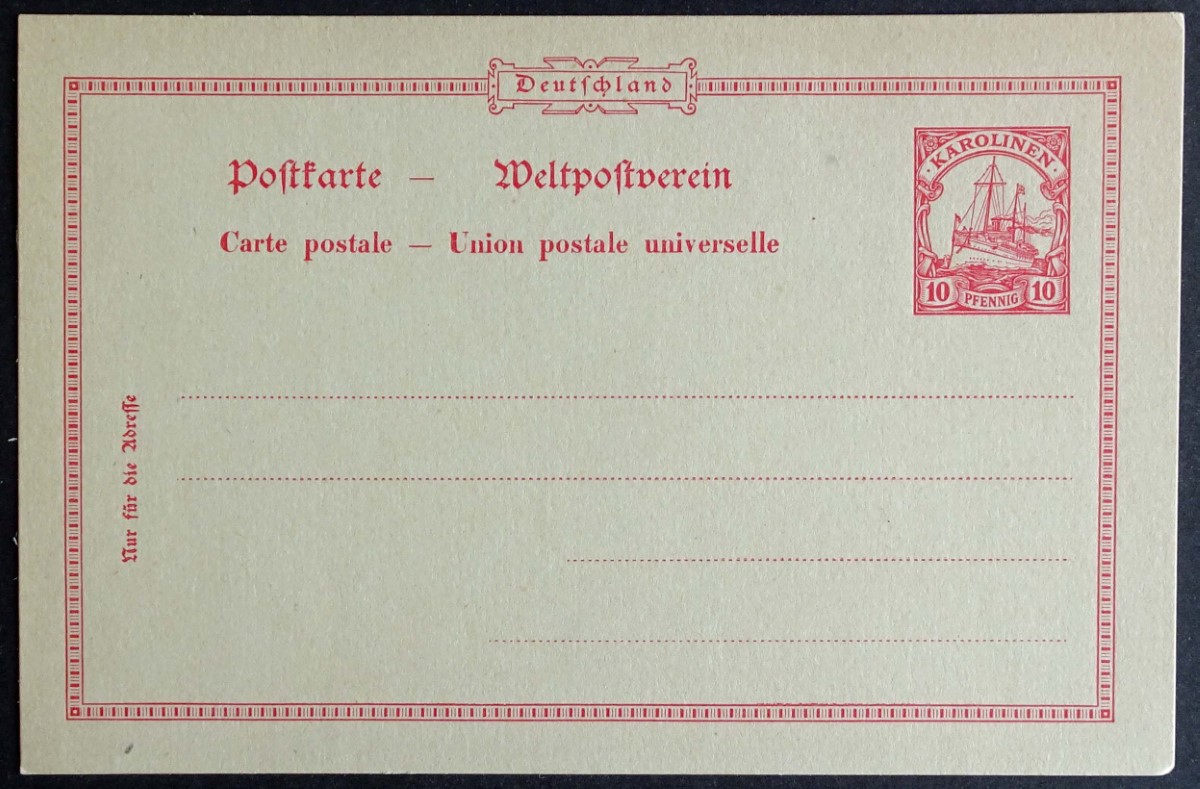 Deutschland
Postkarte — Weltpostverein
Carte postale — Union postale universelle
· KAROLINEN ·
10 PFENNIG 10
Nur für die Adresse